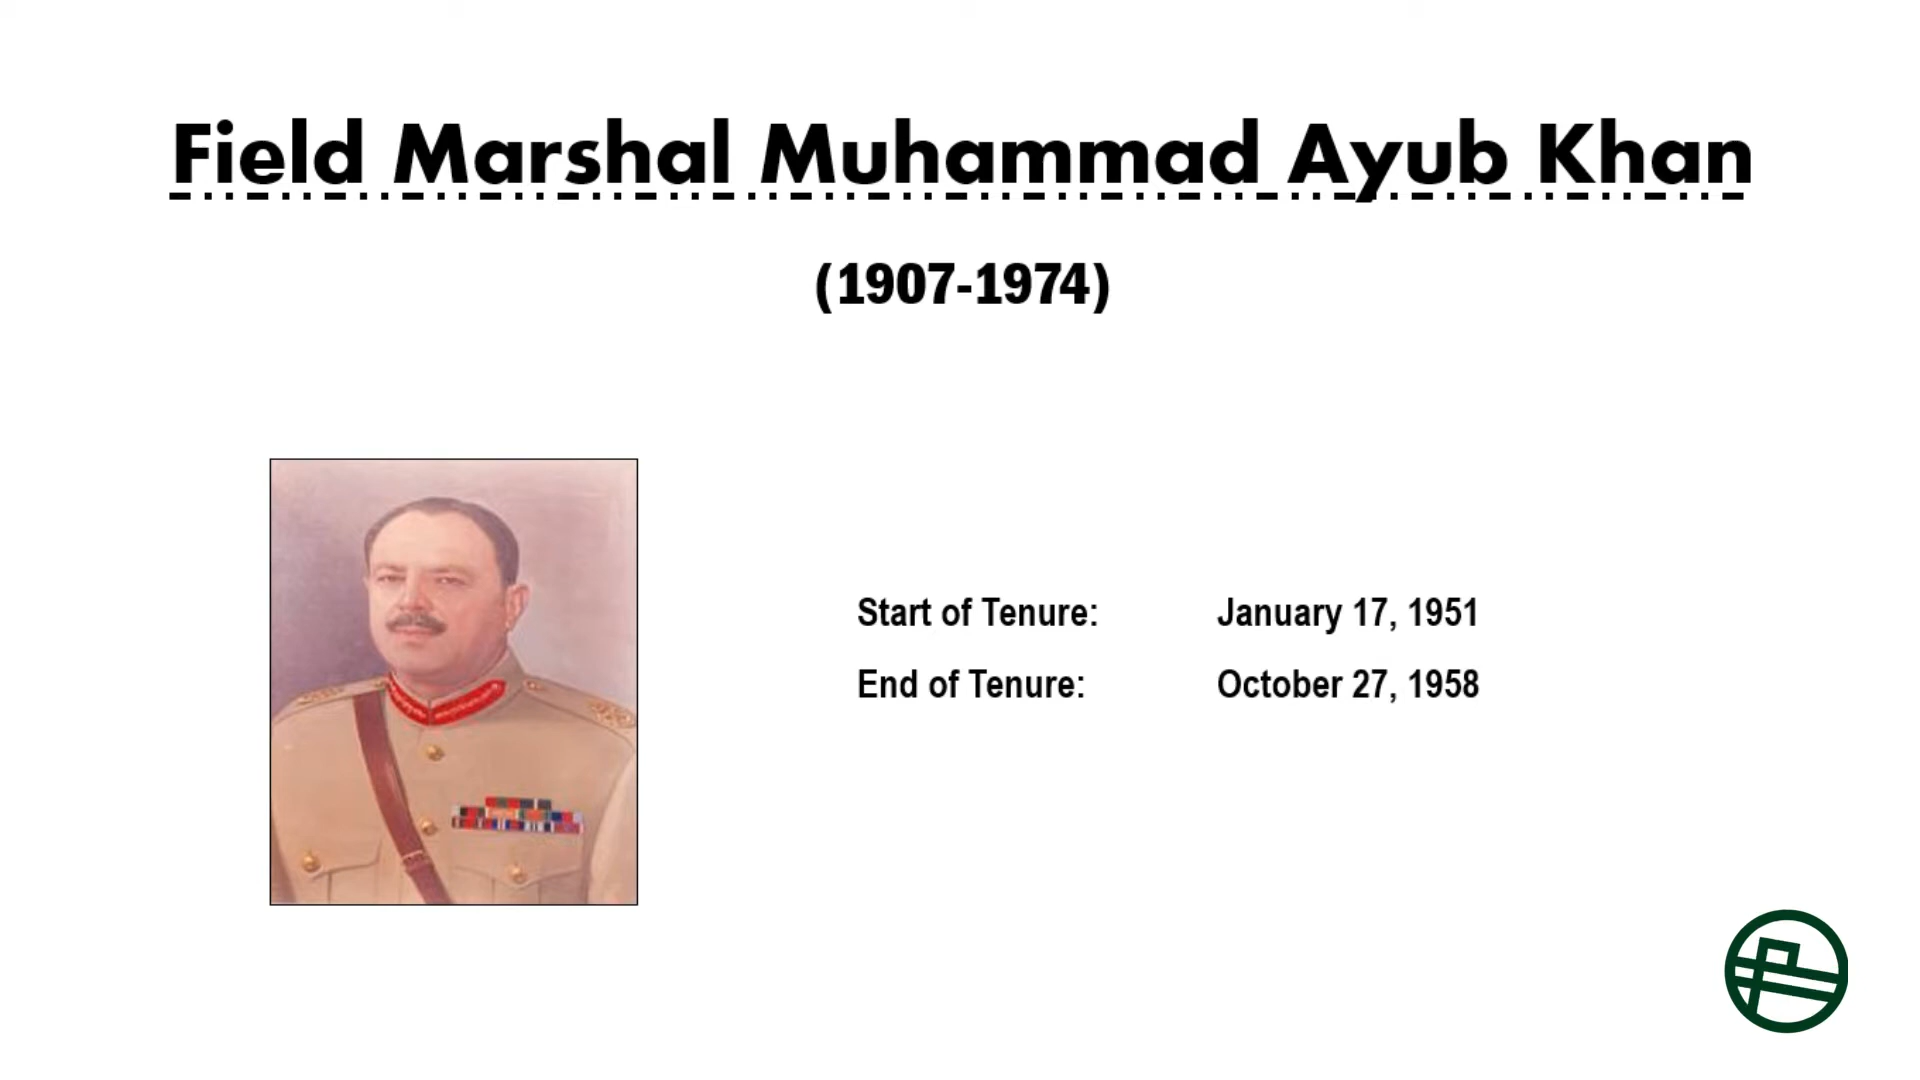 Field Marshal Muhammad Ayub Khan
(1907-1974)
Start of Tenure: January 17, 1951
End of Tenure: October 27, 1958